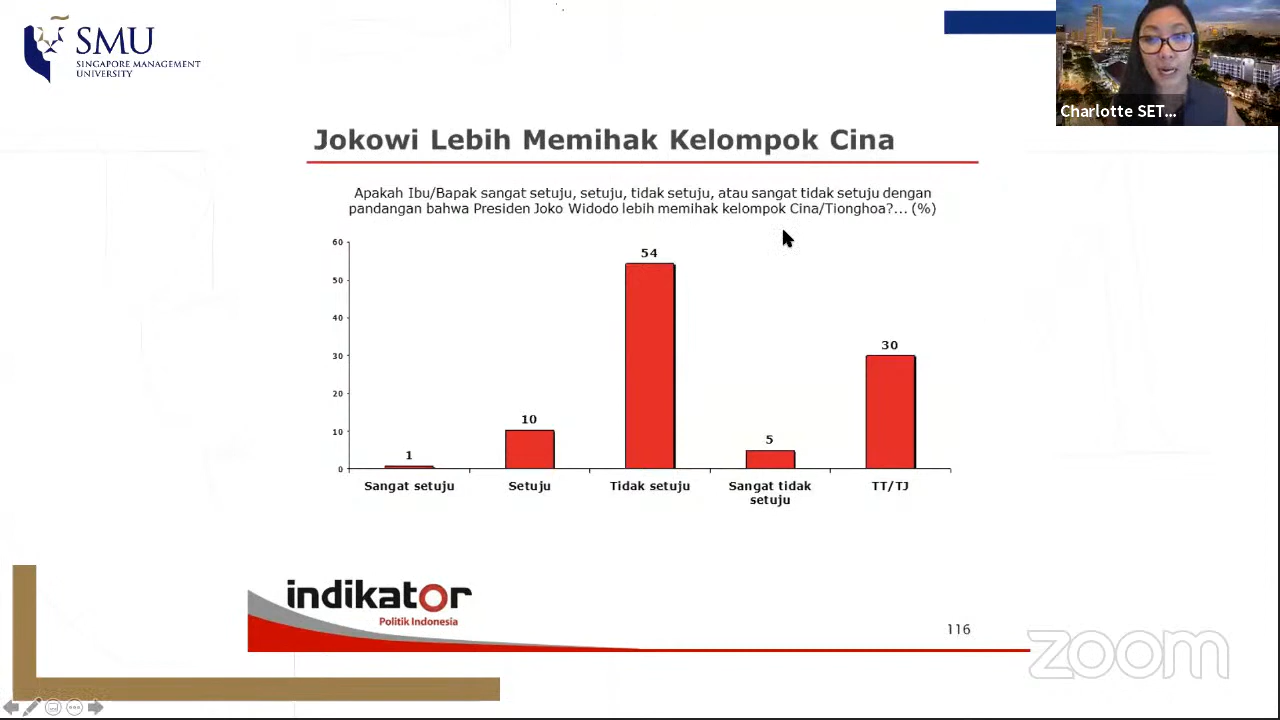 SMU
SINGAPORE MANAGEMENT
UNIVERSITY
Charlotte SET...
Jokowi Lebih Memihak Kelompok Cina
Apakah Ibu/Bapak sangat setuju, setuju, tidak setuju, atau sangat tidak setuju dengan
pandangan bahwa Presiden Joko Widodo lebih memihak kelompok Cina/Tionghoa?... (%)
60
50
40
30
20
10
0
1
10
54
5
30
Sangat setuju
Setuju
Tidak setuju
Sangat tidak
setuju
TT/TJ
indikator
Politik Indonesia
116
zoom